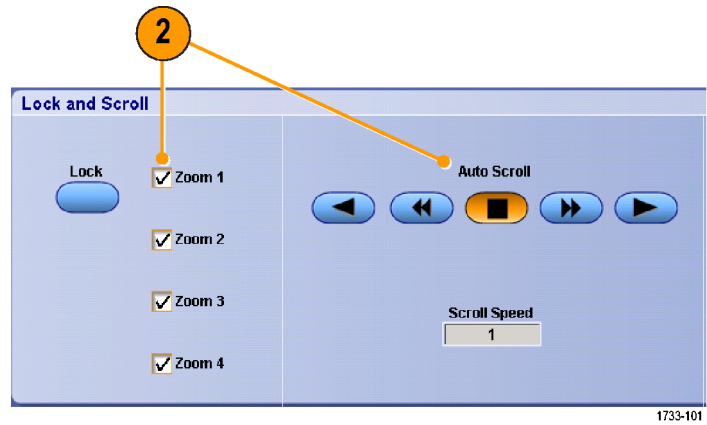 2
Lock and Scroll
Lock
Zoom 1
Auto Scroll
Zoom 2
Zoom 3
Scroll Speed
1
Zoom 4
1733-101